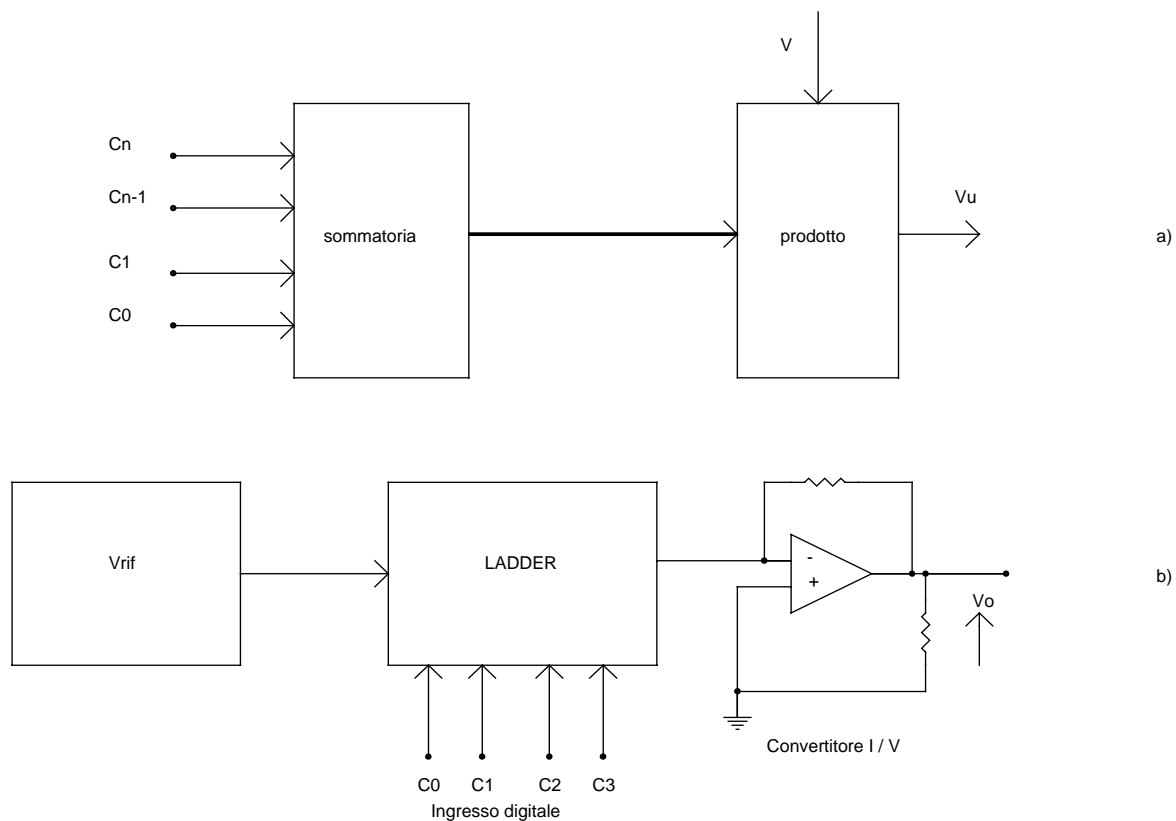 V
Cn
Cn-1
Vu
sommatoria
prodotto
a)
C1
C0
Vrif
LADDER
-
+
b)
Vo
Convertitore I / V
C0 C1 C2 C3
Ingresso digitale